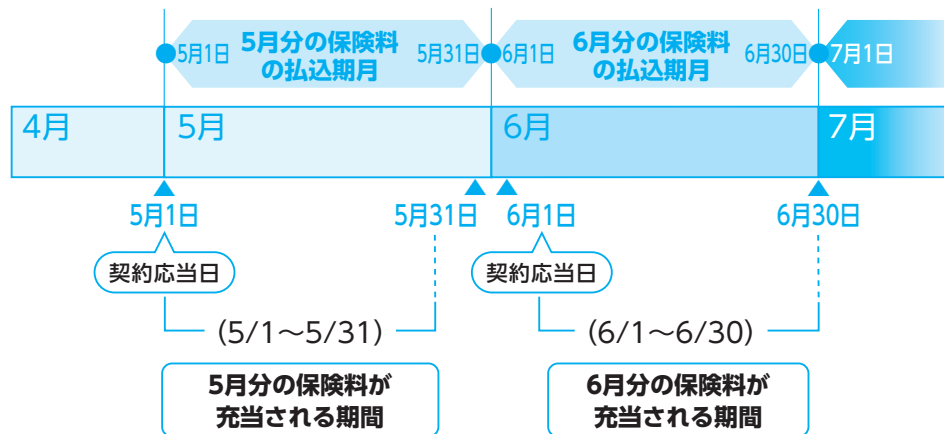 5月1日
5月分の保険料
の払込期月
5月31日
6月1日
6月分の保険料
の払込期月
6月30日
7月1日
4月
5月
6月
7月
5月1日
5月31日
6月1日
6月30日
契約応当日
契約応当日
(5/1〜5/31)
(6/1〜6/30)
5月分の保険料が
充当される期間
6月分の保険料が
充当される期間